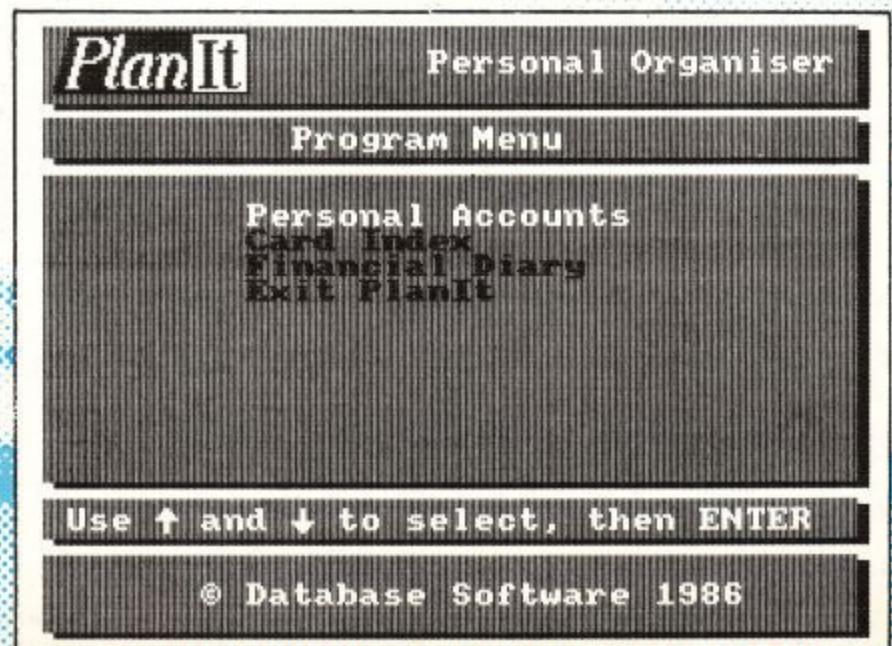 PlanIt
Personal Organiser
Program Menu
Personal Accounts
Card Index
Financial Diary
Exit PlanIt
Use ↑ and ↓ to select, then ENTER
© Database Software 1986